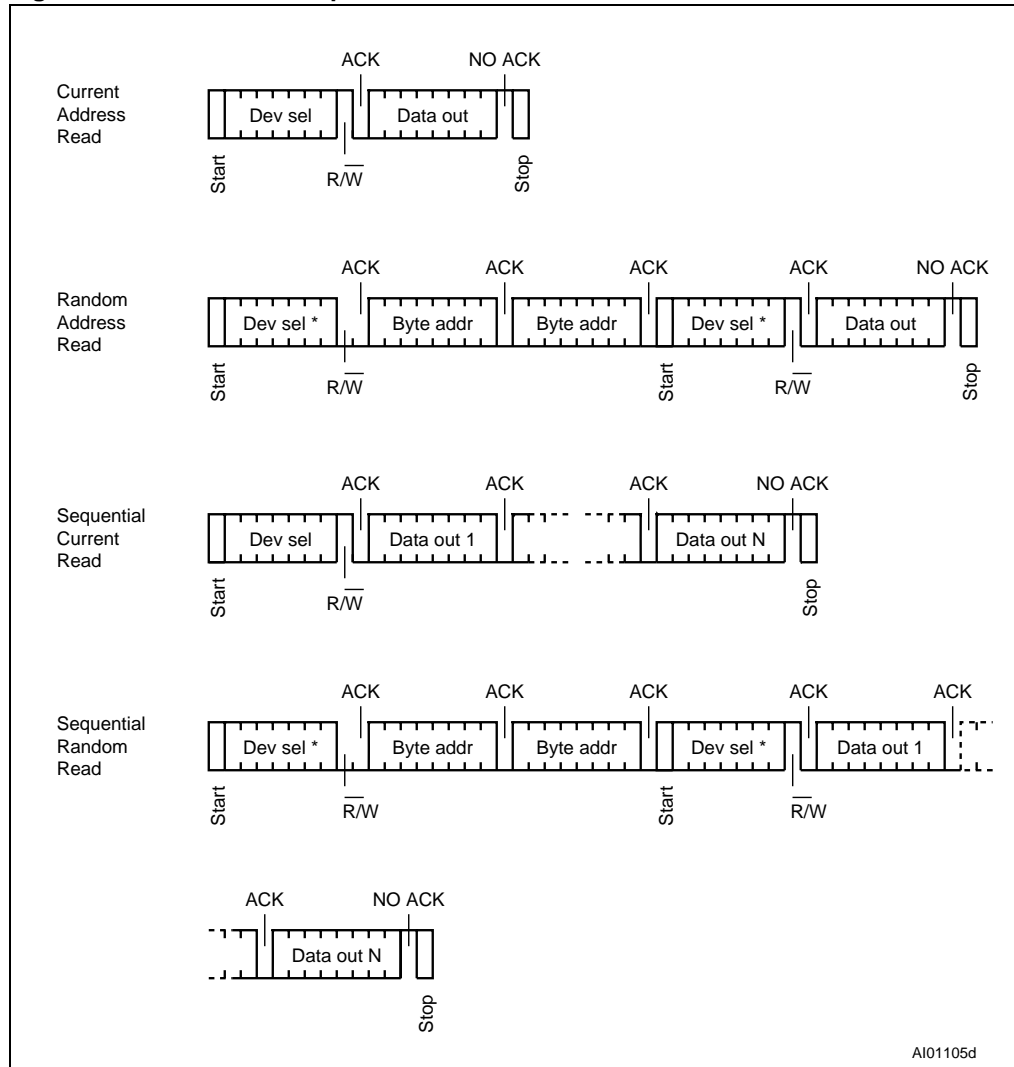 ACK NO ACK
Current
Address
Read
Dev sel Data out
Start R/W̅ Stop
ACK ACK ACK ACK NO ACK
Random
Address
Read
Dev sel * Byte addr Byte addr Dev sel * Data out
Start R/W̅ Start R/W̅ Stop
ACK ACK ACK NO ACK
Sequential
Current
Read
Dev sel Data out 1 Data out N
Start R/W̅ Stop
ACK ACK ACK ACK ACK
Sequential
Random
Read
Dev sel * Byte addr Byte addr Dev sel * Data out 1
Start R̅/W Start R̅/W
ACK NO ACK
Data out N
Stop
AI01105d